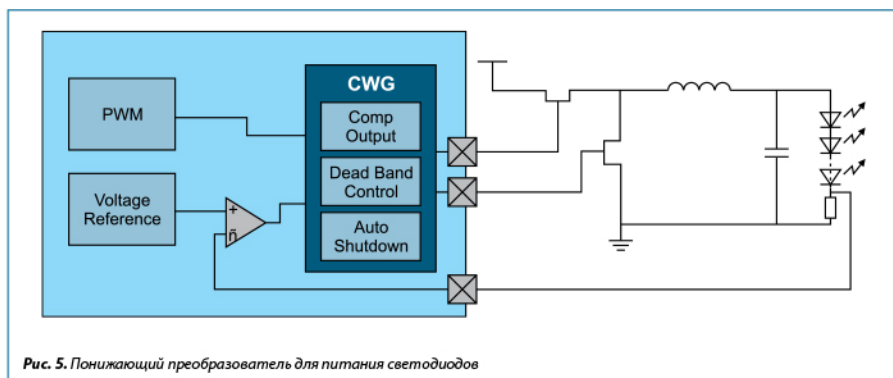 CWG
PWM
Comp
Output
Voltage
Reference
Dead Band
Control
Auto
Shutdown
+
ñ
Рис. 5. Понижающий преобразователь для питания светодиодов